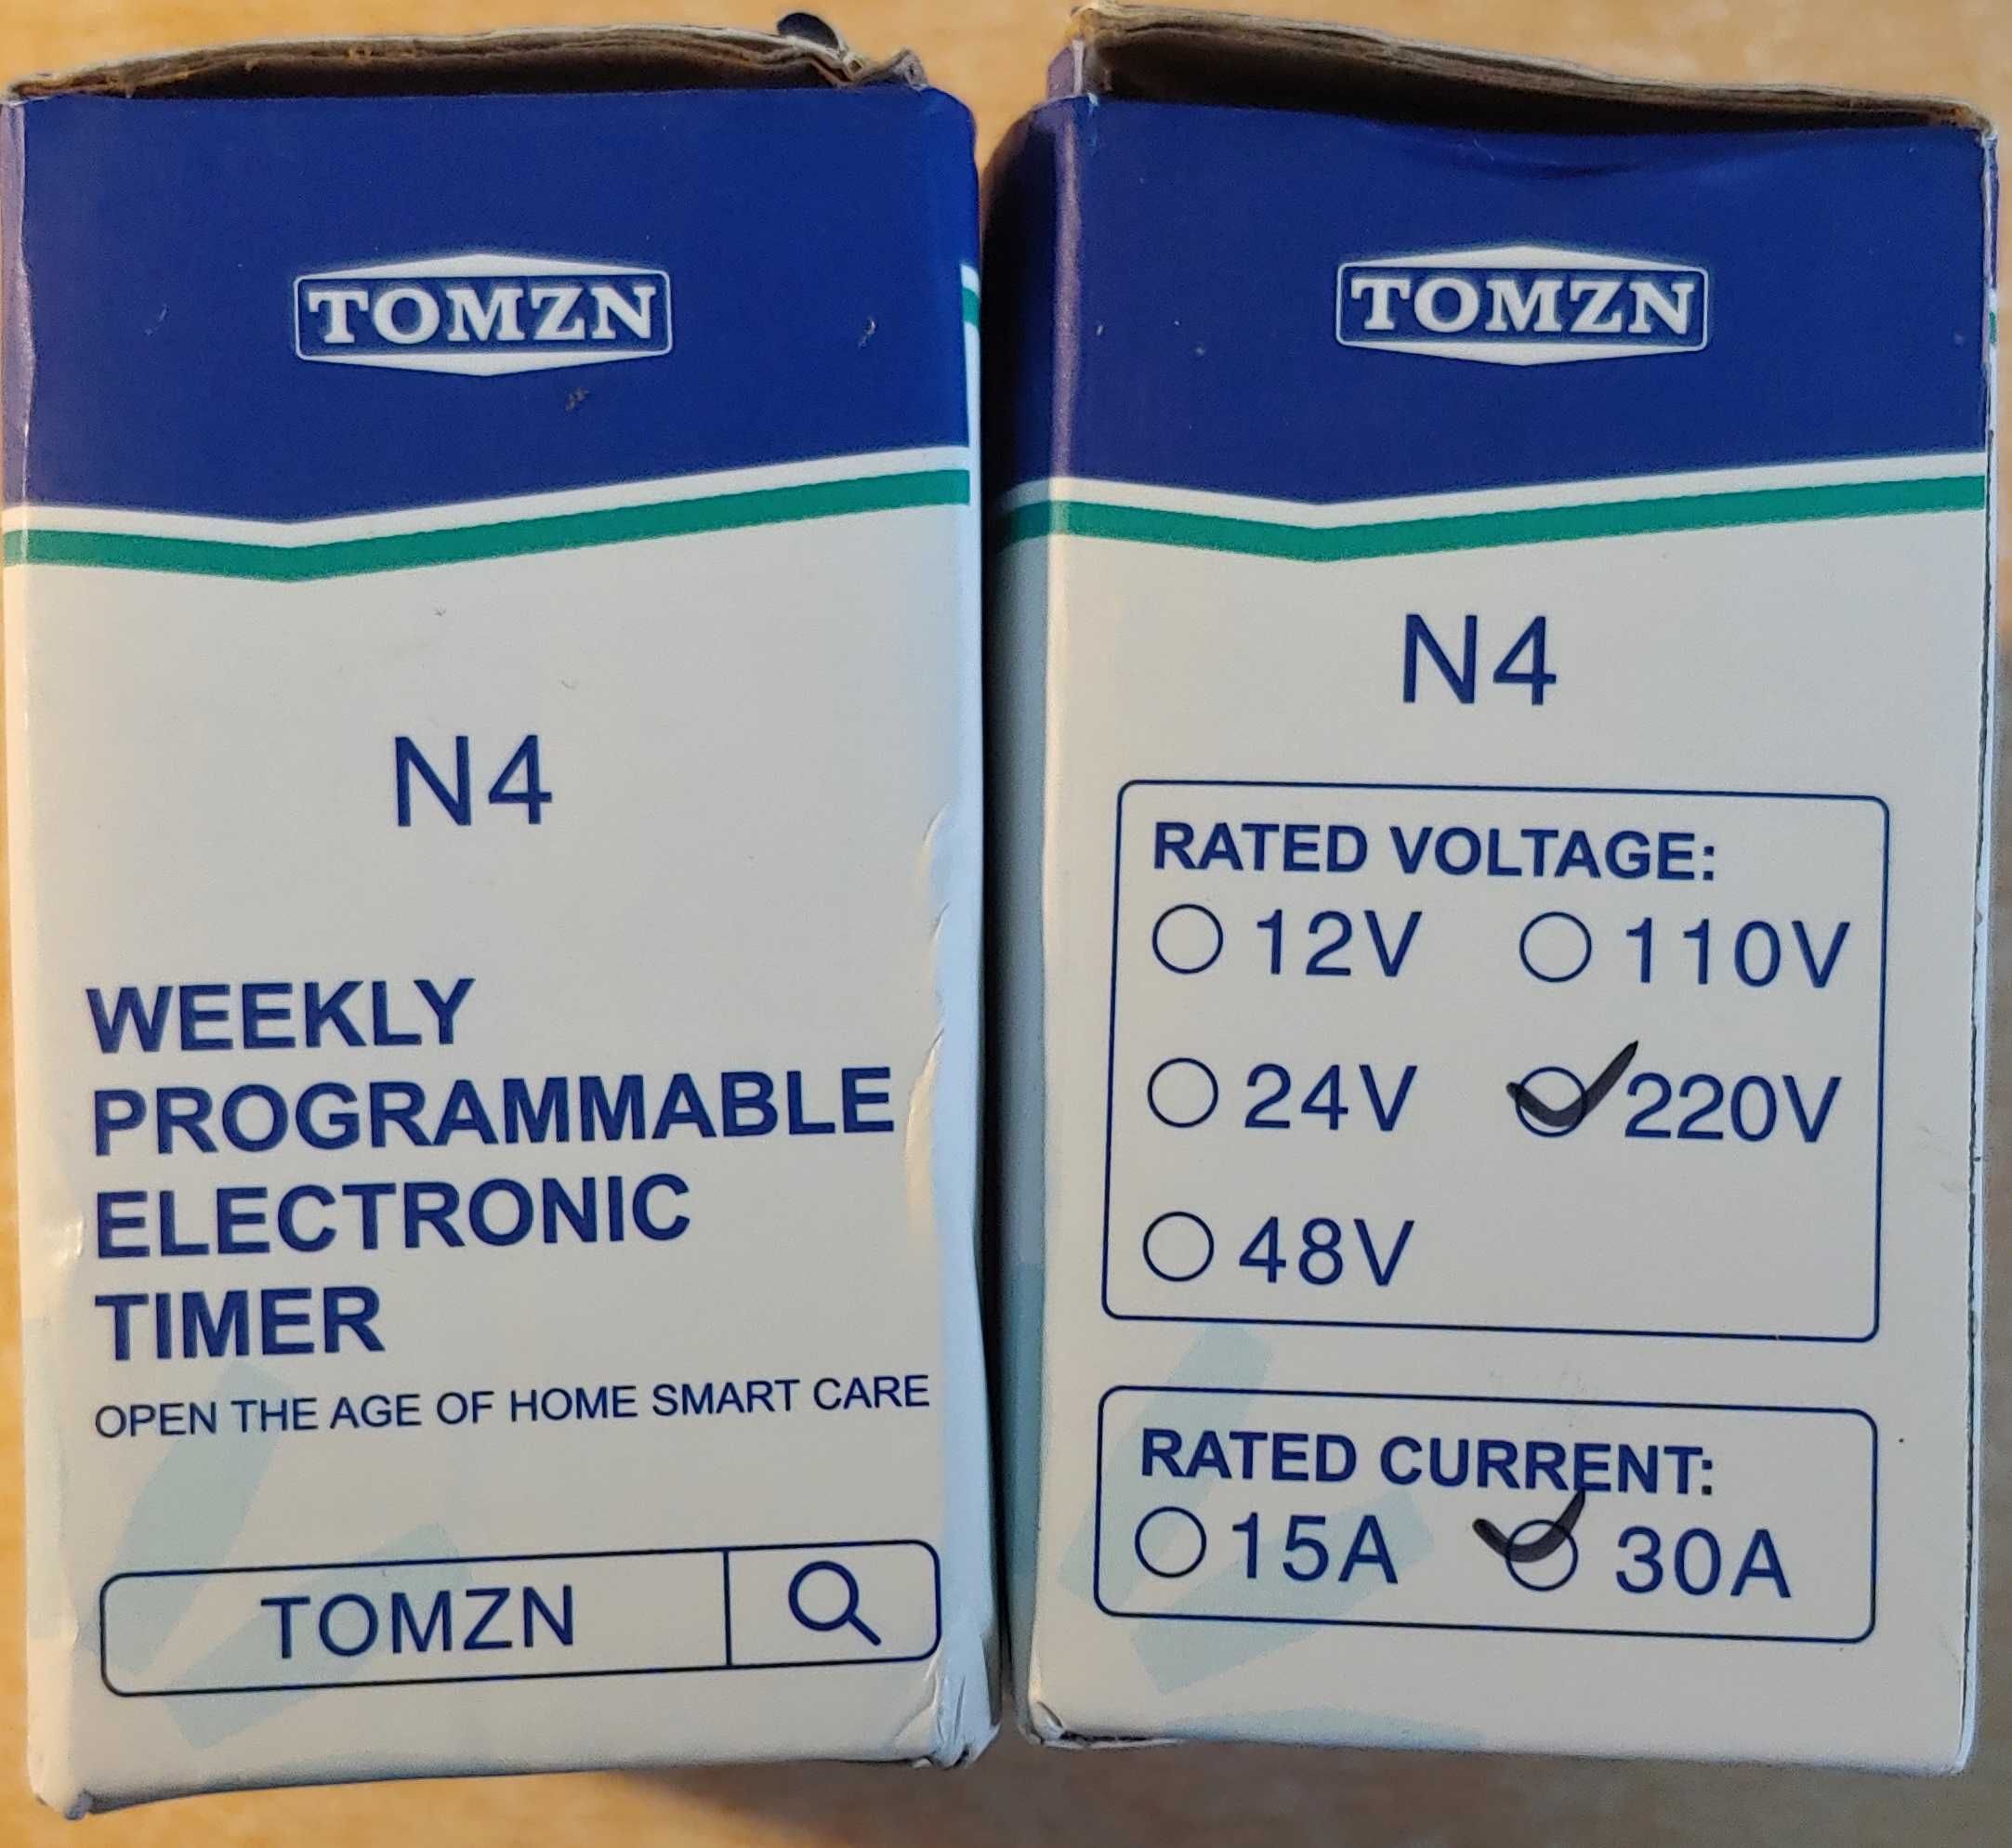 TOMZN
N4
WEEKLY
PROGRAMMABLE
ELECTRONIC
TIMER
OPEN THE AGE OF HOME SMART CARE
TOMZN
TOMZN
N4
RATED VOLTAGE:
12V 110V
24V 220V
48V
RATED CURRENT:
15A 30A